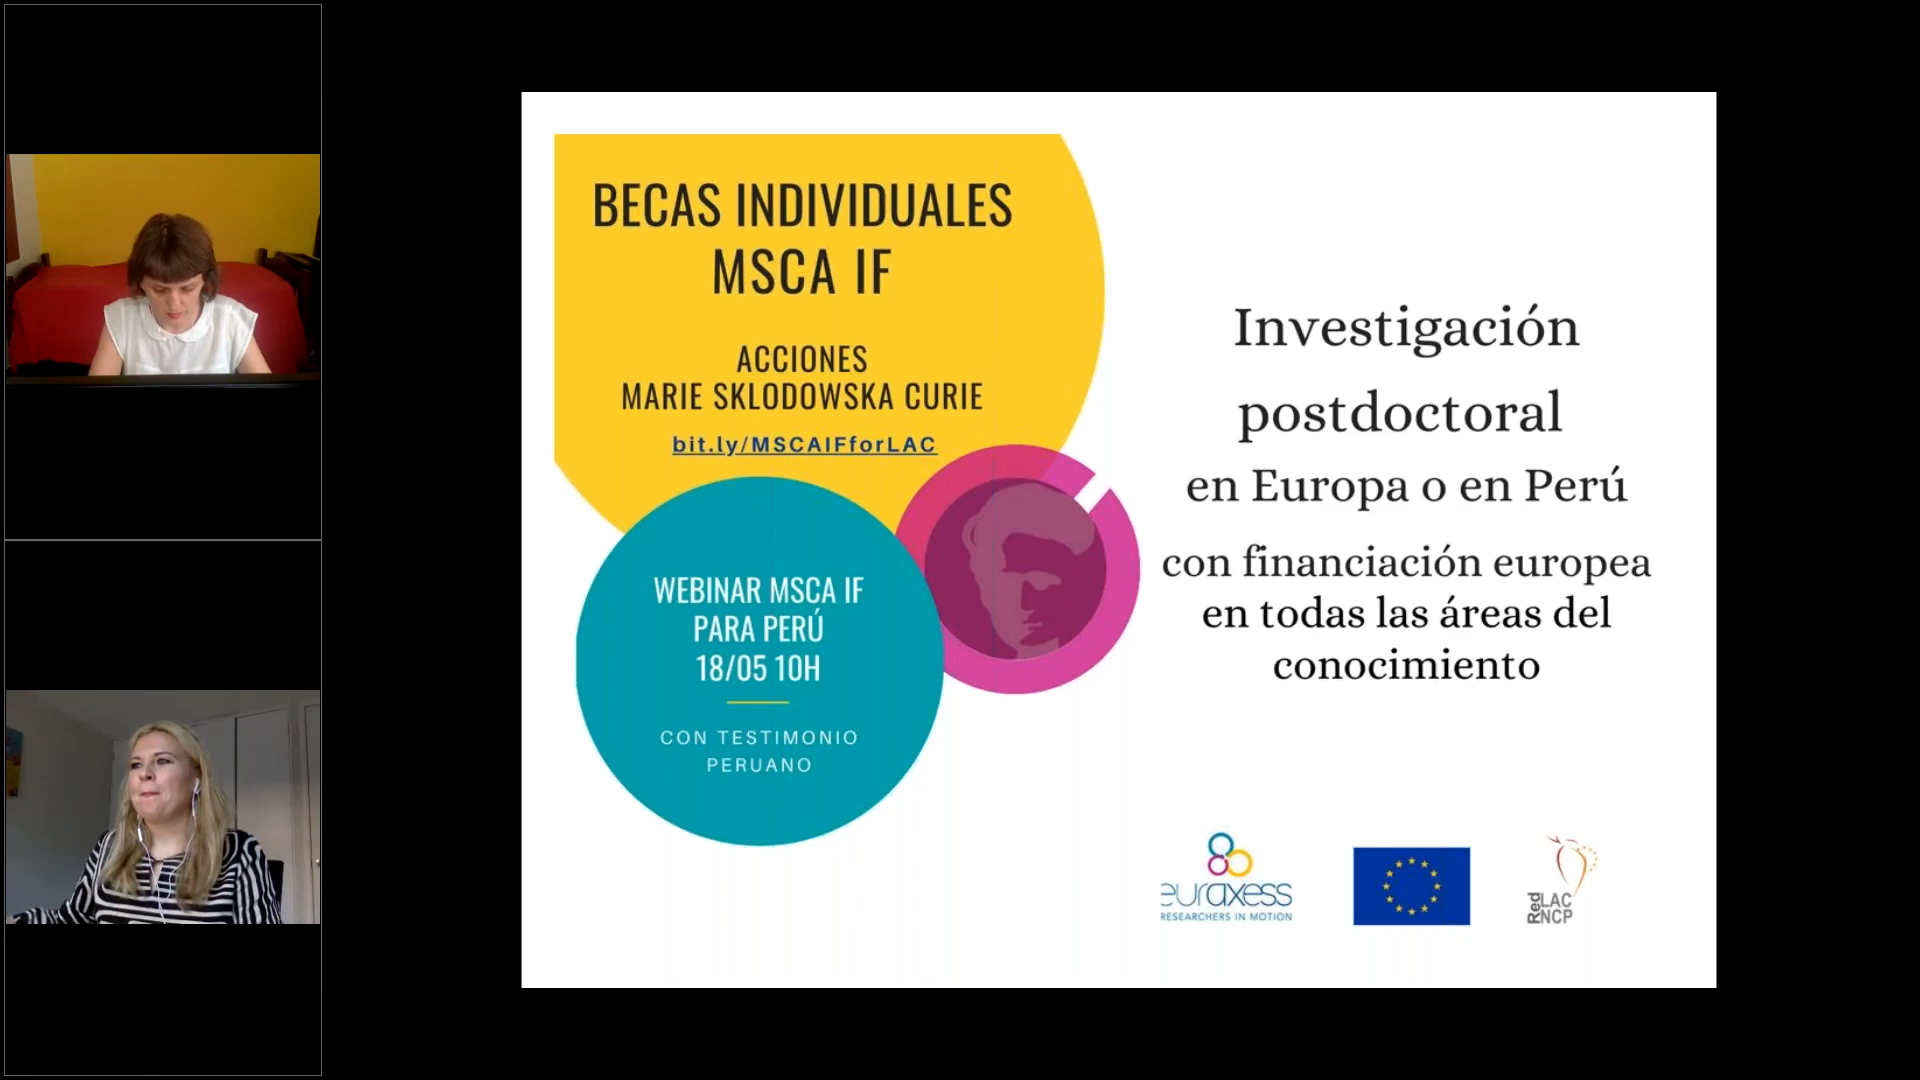 BECAS INDIVIDUALES
MSCA IF
ACCIONES
MARIE SKLODOWSKA CURIE
bit.ly/MSCAIFforLAC
WEBINAR MSCA IF
PARA PERÚ
18/05 10H
CON TESTIMONIO
PERUANO
Investigación
postdoctoral
en Europa o en Perú
con financiación europea
en todas las áreas del
conocimiento
euraxess
RESEARCHERS IN MOTION
Red
LAC
NCP